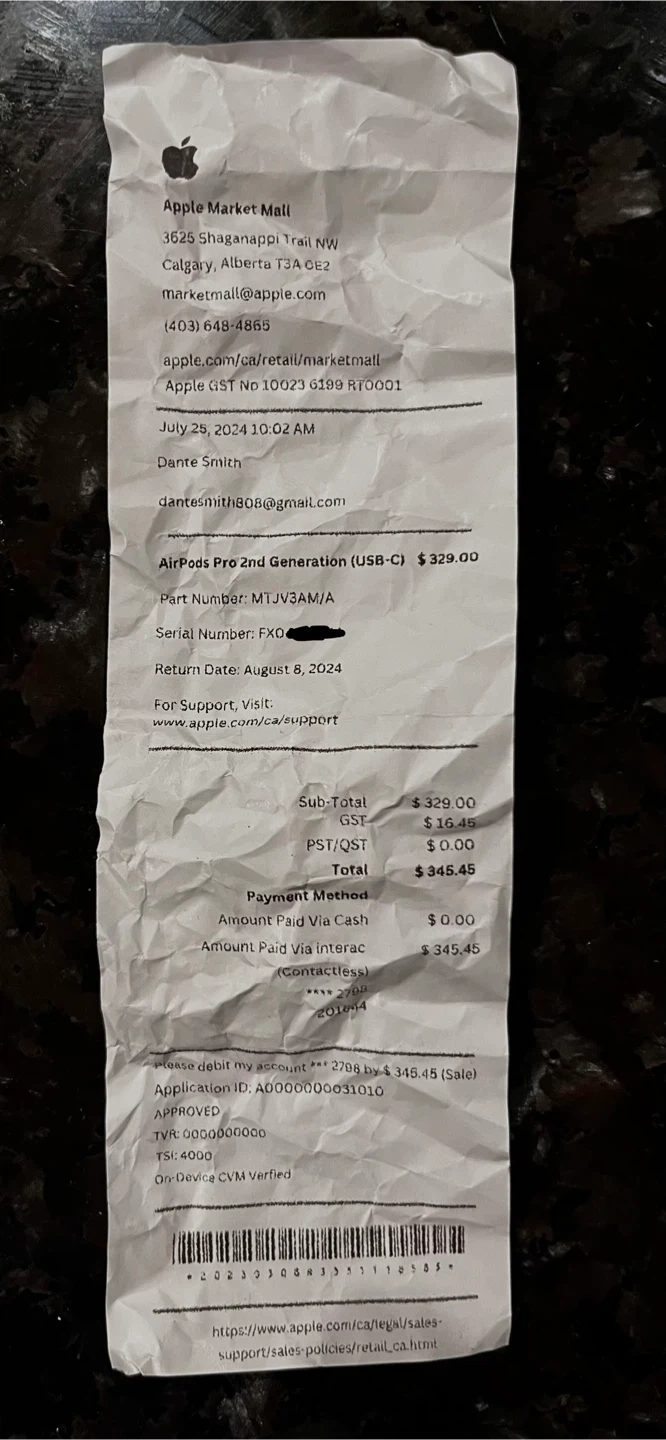 Apple Market Mall
3625 Shaganappi Trail NW
Calgary, Alberta T3A 0E2
marketmall@apple.com
(403) 648-4865
apple.com/ca/retail/marketmall
Apple GST No 10023 6199 RT0001
July 25, 2024 10:02 AM
Dante Smith
dantesmith808@gmail.com
AirPods Pro 2nd Generation (USB-C) $ 329.00
Part Number: MTJV3AM/A
Serial Number: FX0
Return Date: August 8, 2024
For Support, Visit:
www.apple.com/ca/support
Sub-Total $ 329.00
GST $ 16.45
PST/QST $ 0.00
Total $ 345.45
Payment Method
Amount Paid Via Cash $ 0.00
Amount Paid Via interac $ 345.45
(Contactless)
**** 2798
Please debit my account *** 2798 by $ 345.45 (Sale)
Application ID: A0000000031010
APPROVED
TVR: 0000000000
TSI: 4000
On-Device CVM Verfied
https://www.apple.com/ca/legal/sales-
support/sales-policies/retail_ca.html